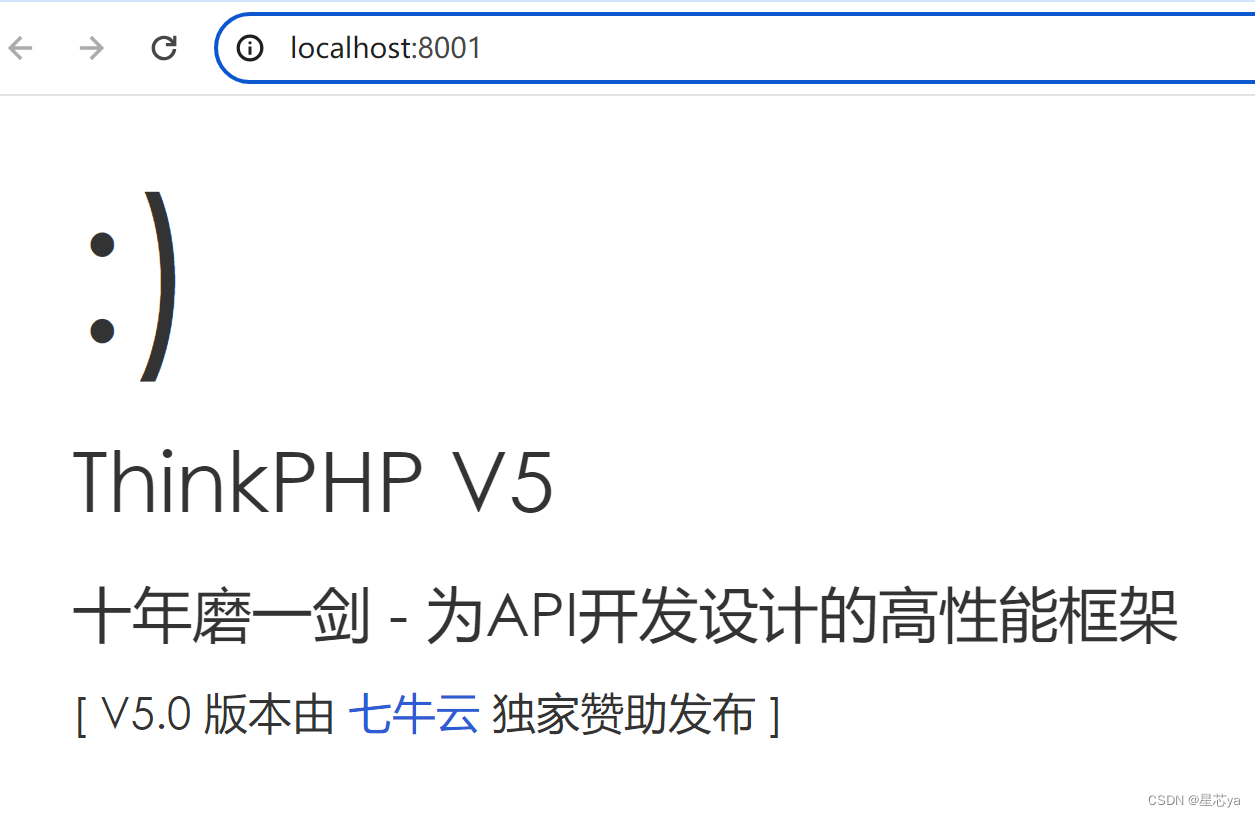 localhost:8001
:)
ThinkPHP V5
十年磨一剑 - 为API开发设计的高性能框架
[ V5.0 版本由 七牛云 独家赞助发布 ]
CSDN @星芯ya